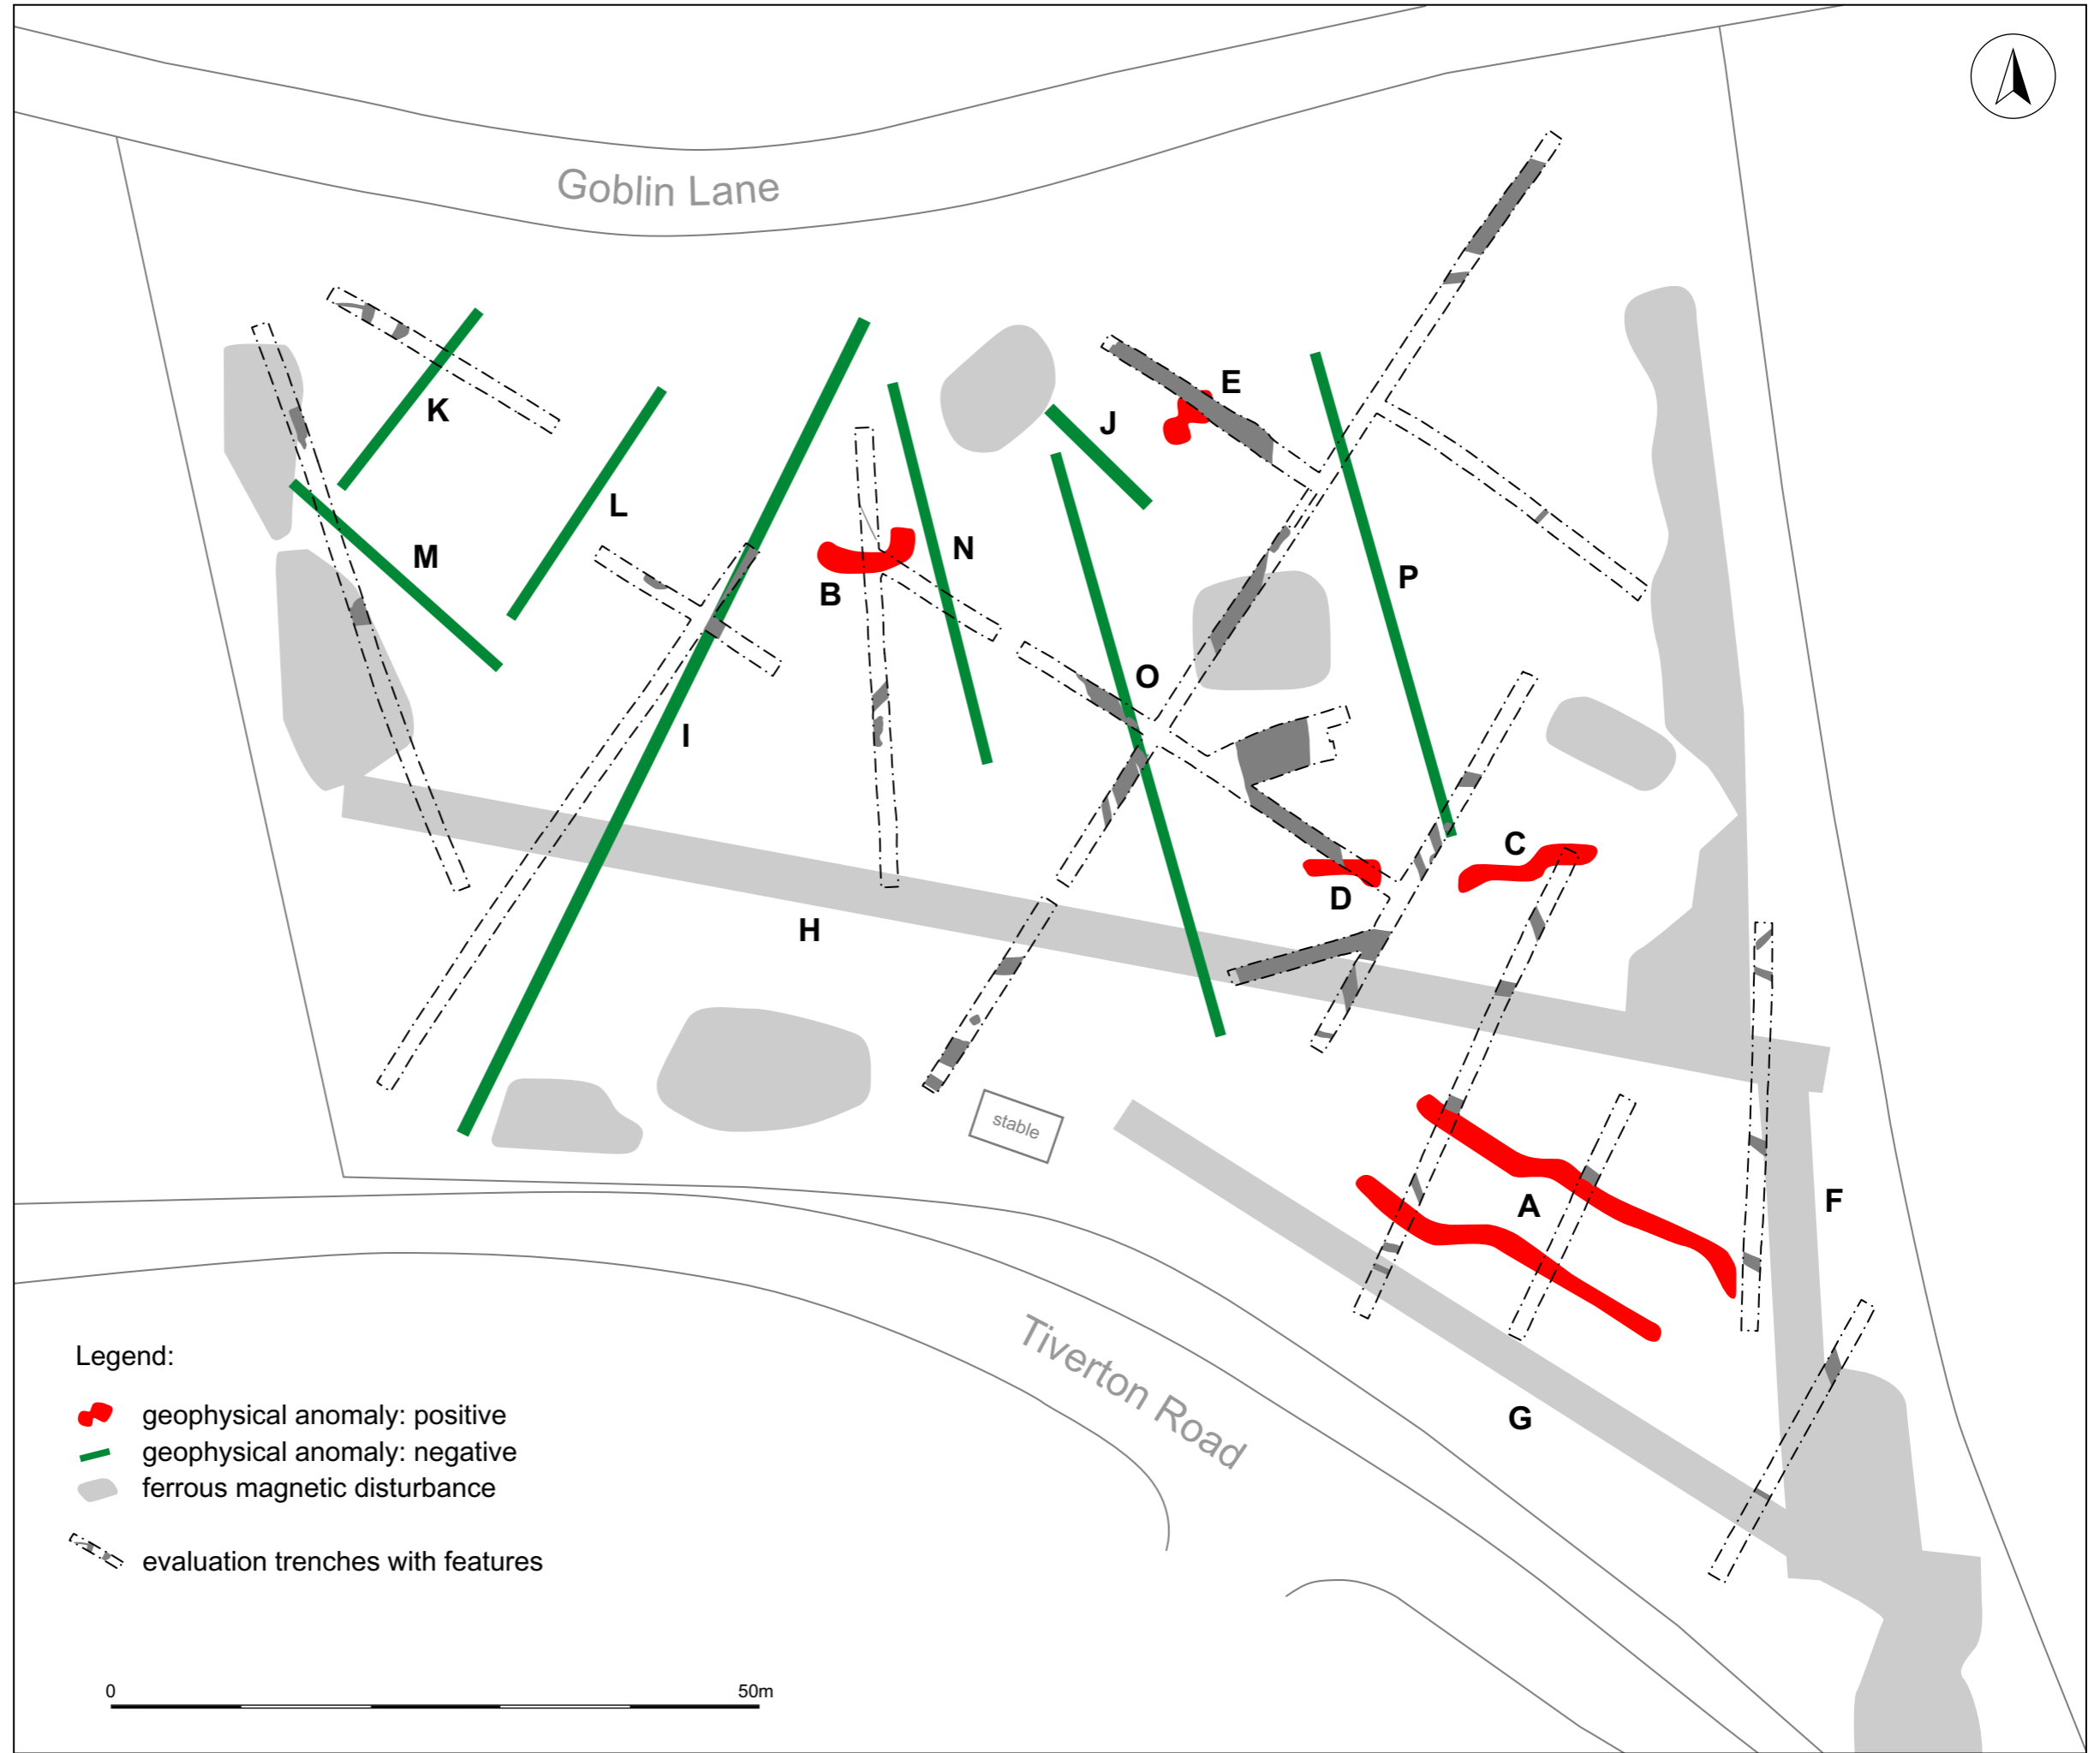 Goblin Lane
E
K
J
L
N
M
B
P
O
I
C
D
H
stable
A
F
Tiverton Road
G
Legend:
geophysical anomaly: positive
geophysical anomaly: negative
ferrous magnetic disturbance
evaluation trenches with features
0 50m